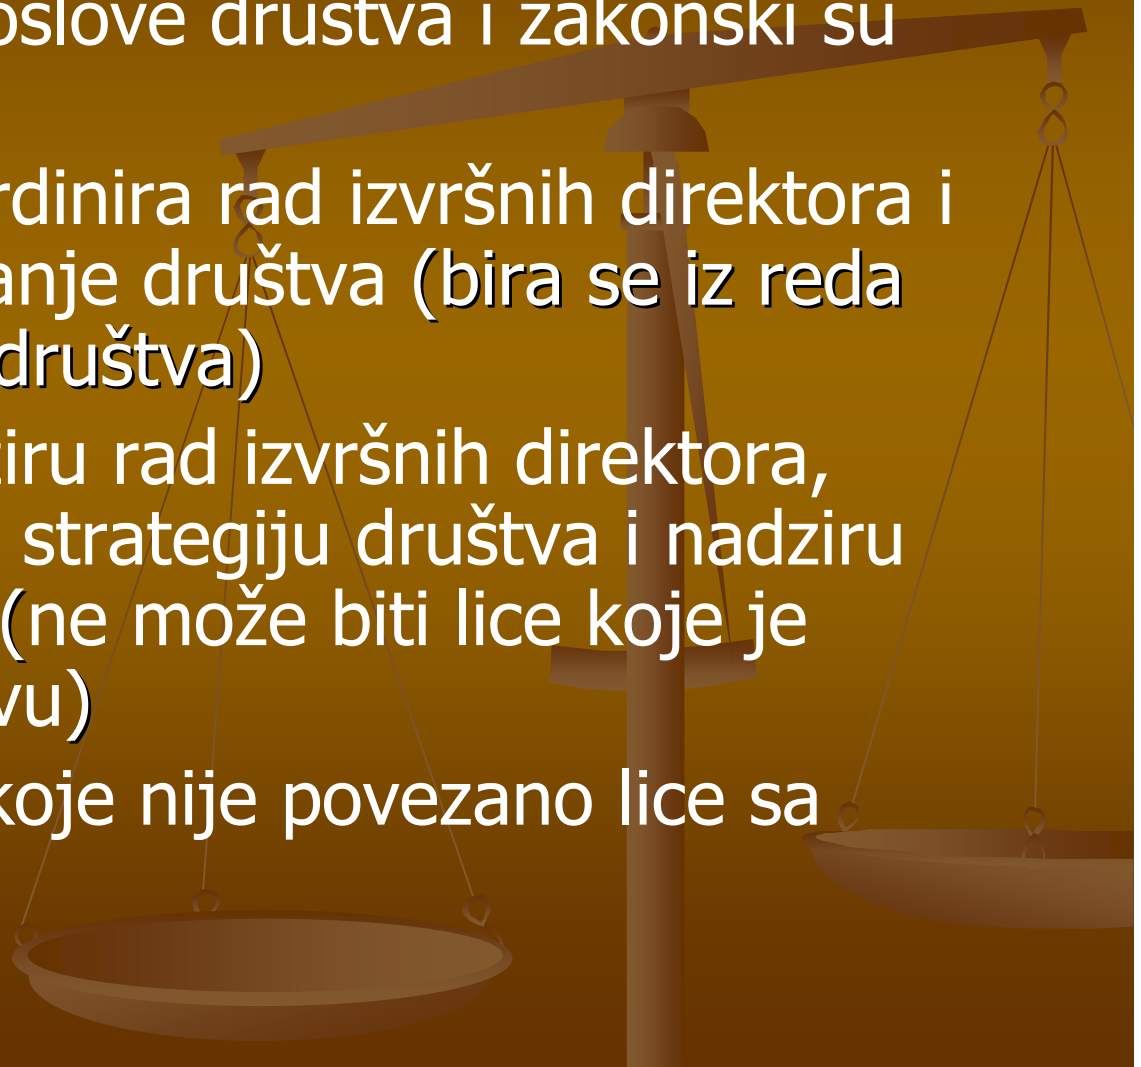 oslove društva i zakonski su
rdinira rad izvršnih direktora i
anje društva (bira se iz reda
društva)
ziru rad izvršnih direktora,
strategiju društva i nadziru
(ne može biti lice koje je
vu)
koje nije povezano lice sa